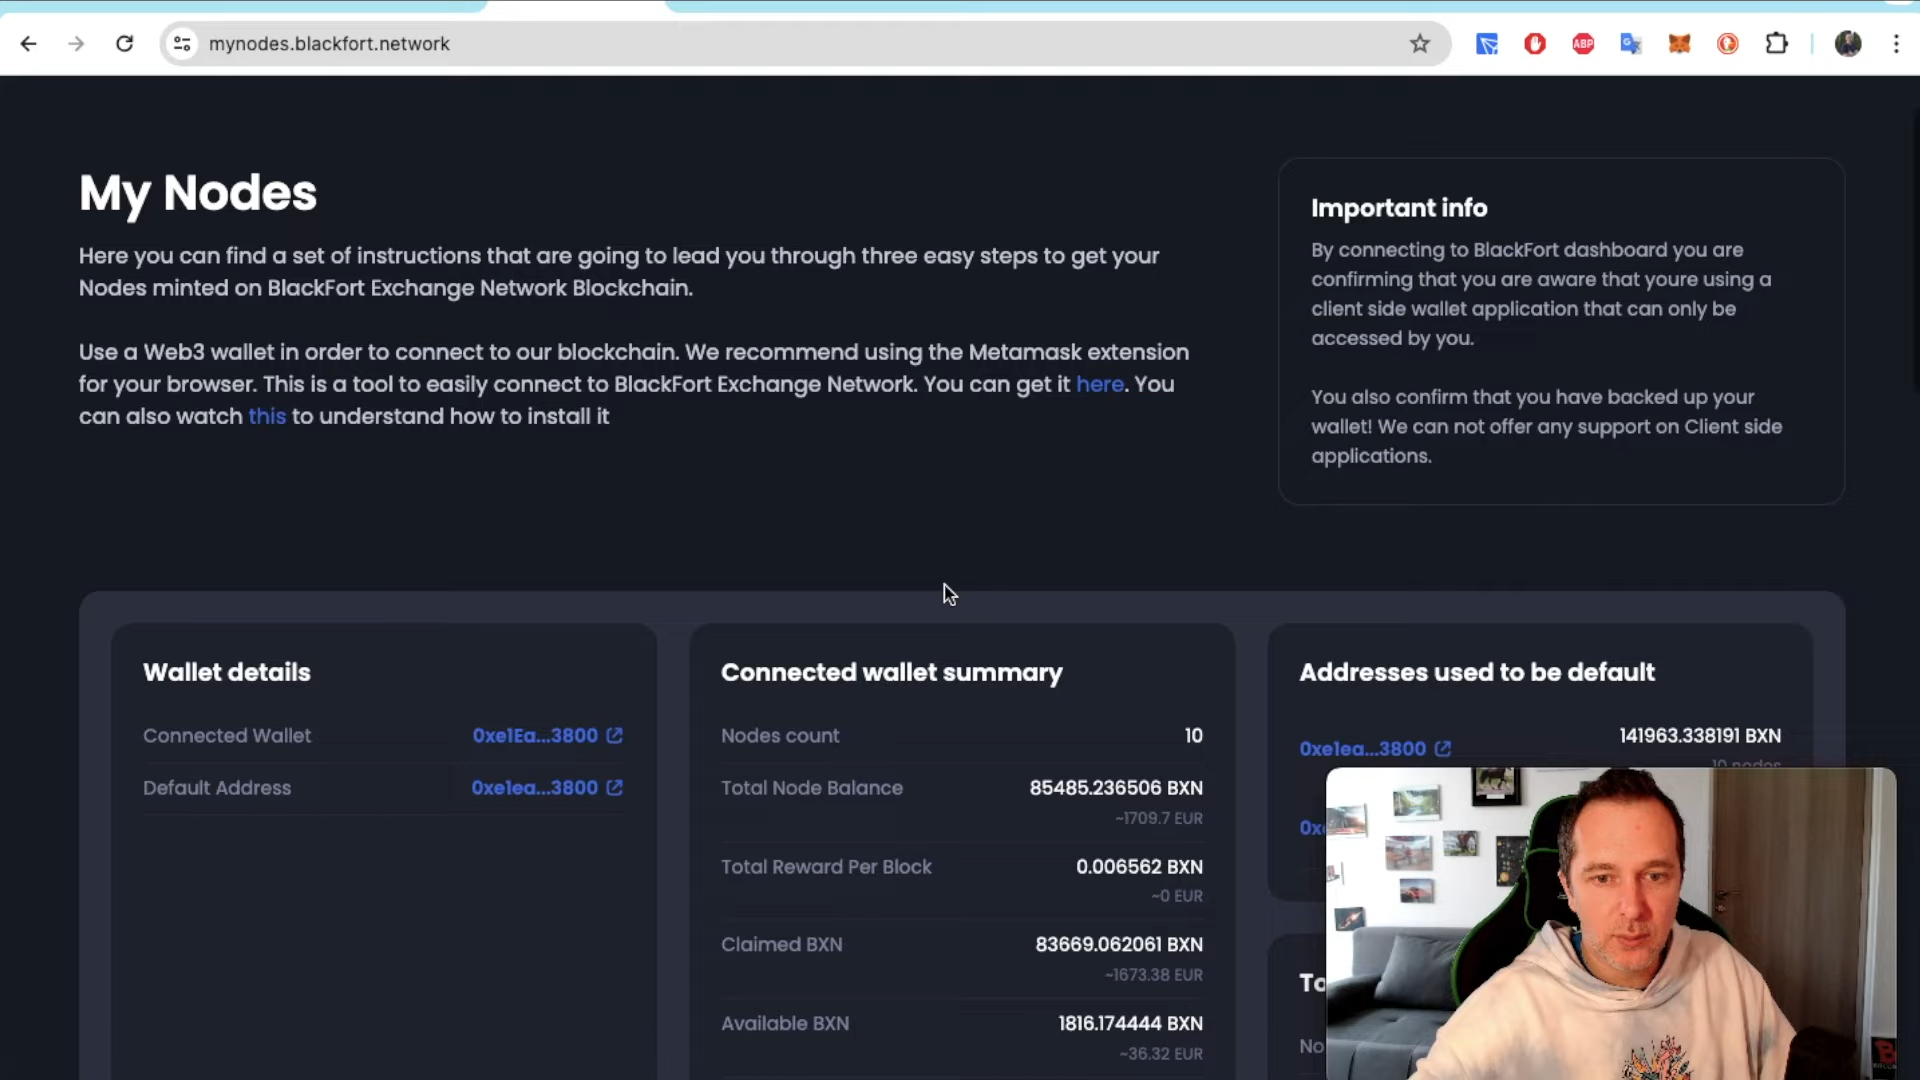 mynodes.blackfort.network
ABP
My Nodes
Here you can find a set of instructions that are going to lead you through three easy steps to get your
Nodes minted on BlackFort Exchange Network Blockchain.
Use a Web3 wallet in order to connect to our blockchain. We recommend using the Metamask extension
for your browser. This is a tool to easily connect to BlackFort Exchange Network. You can get it here. You
can also watch this to understand how to install it
Important info
By connecting to BlackFort dashboard you are
confirming that you are aware that youre using a
client side wallet application that can only be
accessed by you.
You also confirm that you have backed up your
wallet! We can not offer any support on Client side
applications.
Wallet details
Connected Wallet 0xe1Ea...3800
Default Address 0xe1ea...3800
Connected wallet summary
Nodes count 10
Total Node Balance 85485.236506 BXN
~1709.7 EUR
Total Reward Per Block 0.006562 BXN
~0 EUR
Claimed BXN 83669.062061 BXN
~1673.38 EUR
Available BXN 1816.174444 BXN
~36.32 EUR
Addresses used to be default
0xe1ea...3800 141963.338191 BXN
10 nodes